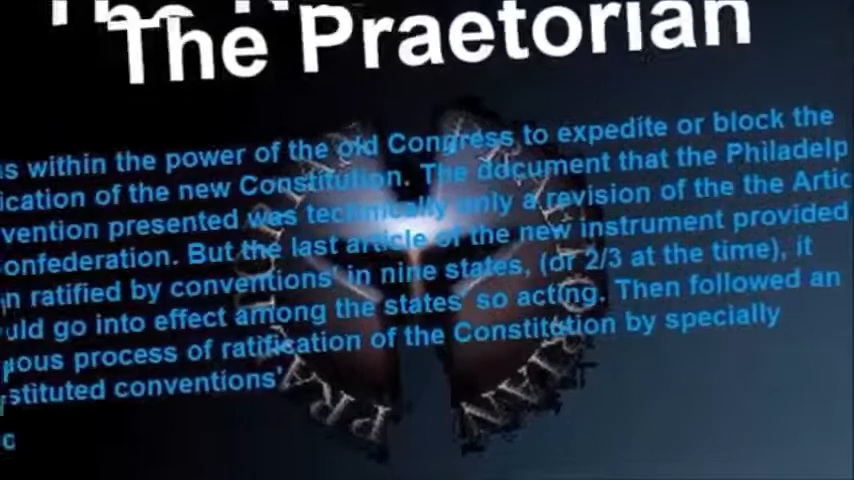 The Praetorian
s within the power of the old Congress to expedite or block the
ication of the new Constitution. The document that the Philadelp
vention presented was technically only a revision of the the Artic
onfederation. But the last article of the new instrument provided
n ratified by conventions' in nine states, (or 2/3 at the time), it
uld go into effect among the states' so acting. Then followed an
uous process of ratification of the Constitution by specially
stituted conventions'
PRAETORIAN